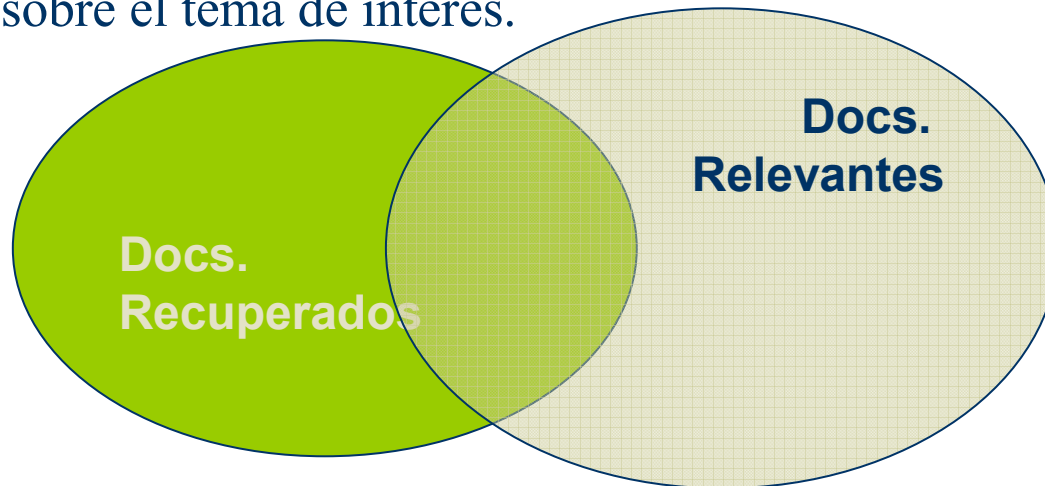 sobre el tema de interés.
Docs.
Relevantes
Docs.
Recuperados